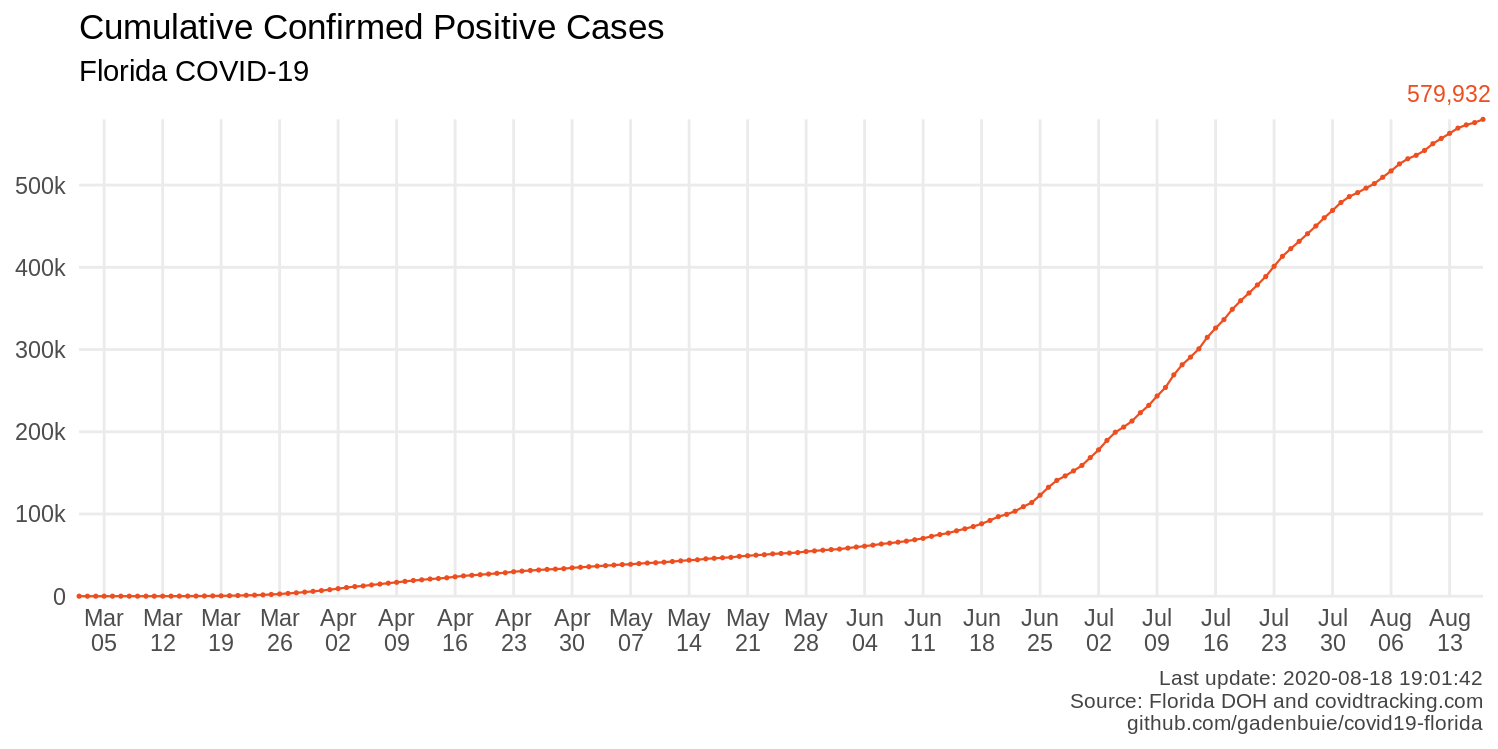 Cumulative Confirmed Positive Cases
Florida COVID-19
579,932
500k
400k
300k
200k
100k
0
Mar Mar Mar Mar Apr Apr Apr Apr Apr May May May May Jun Jun Jun Jun Jul Jul Jul Jul Jul Aug Aug
05 12 19 26 02 09 16 23 30 07 14 21 28 04 11 18 25 02 09 16 23 30 06 13
Last update: 2020-08-18 19:01:42
Source: Florida DOH and covidtracking.com
github.com/gadenbuie/covid19-florida